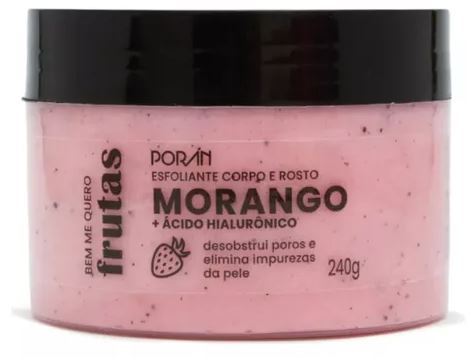 BEM ME QUERO
frutas
PORÁN
ESFOLIANTE CORPO E ROSTO
MORANGO
+ ÁCIDO HIALURÔNICO
desobstrui poros e
elimina impurezas
da pele
240g